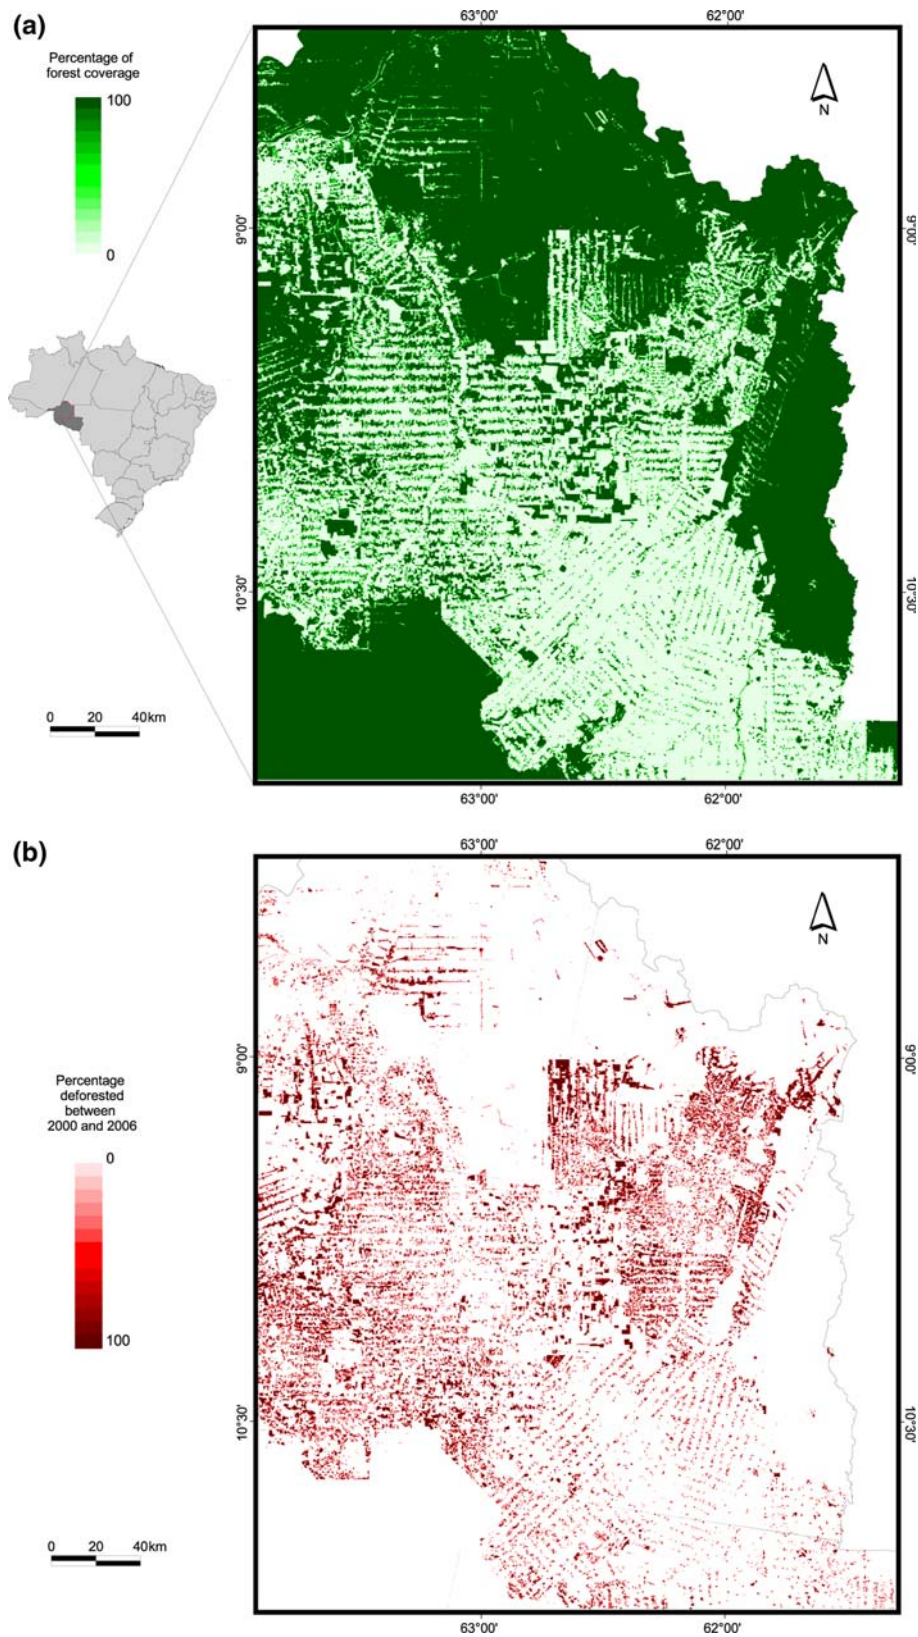 (a)
63°00'
62°00'
Percentage of
forest coverage
100
0
N
9°00'
9°00'
10°30'
10°30'
0 20 40km
63°00'
62°00'
(b)
63°00'
62°00'
N
9°00'
9°00'
Percentage
deforested
between
2000 and 2006
0
100
10°30'
10°30'
0 20 40km
63°00'
62°00'